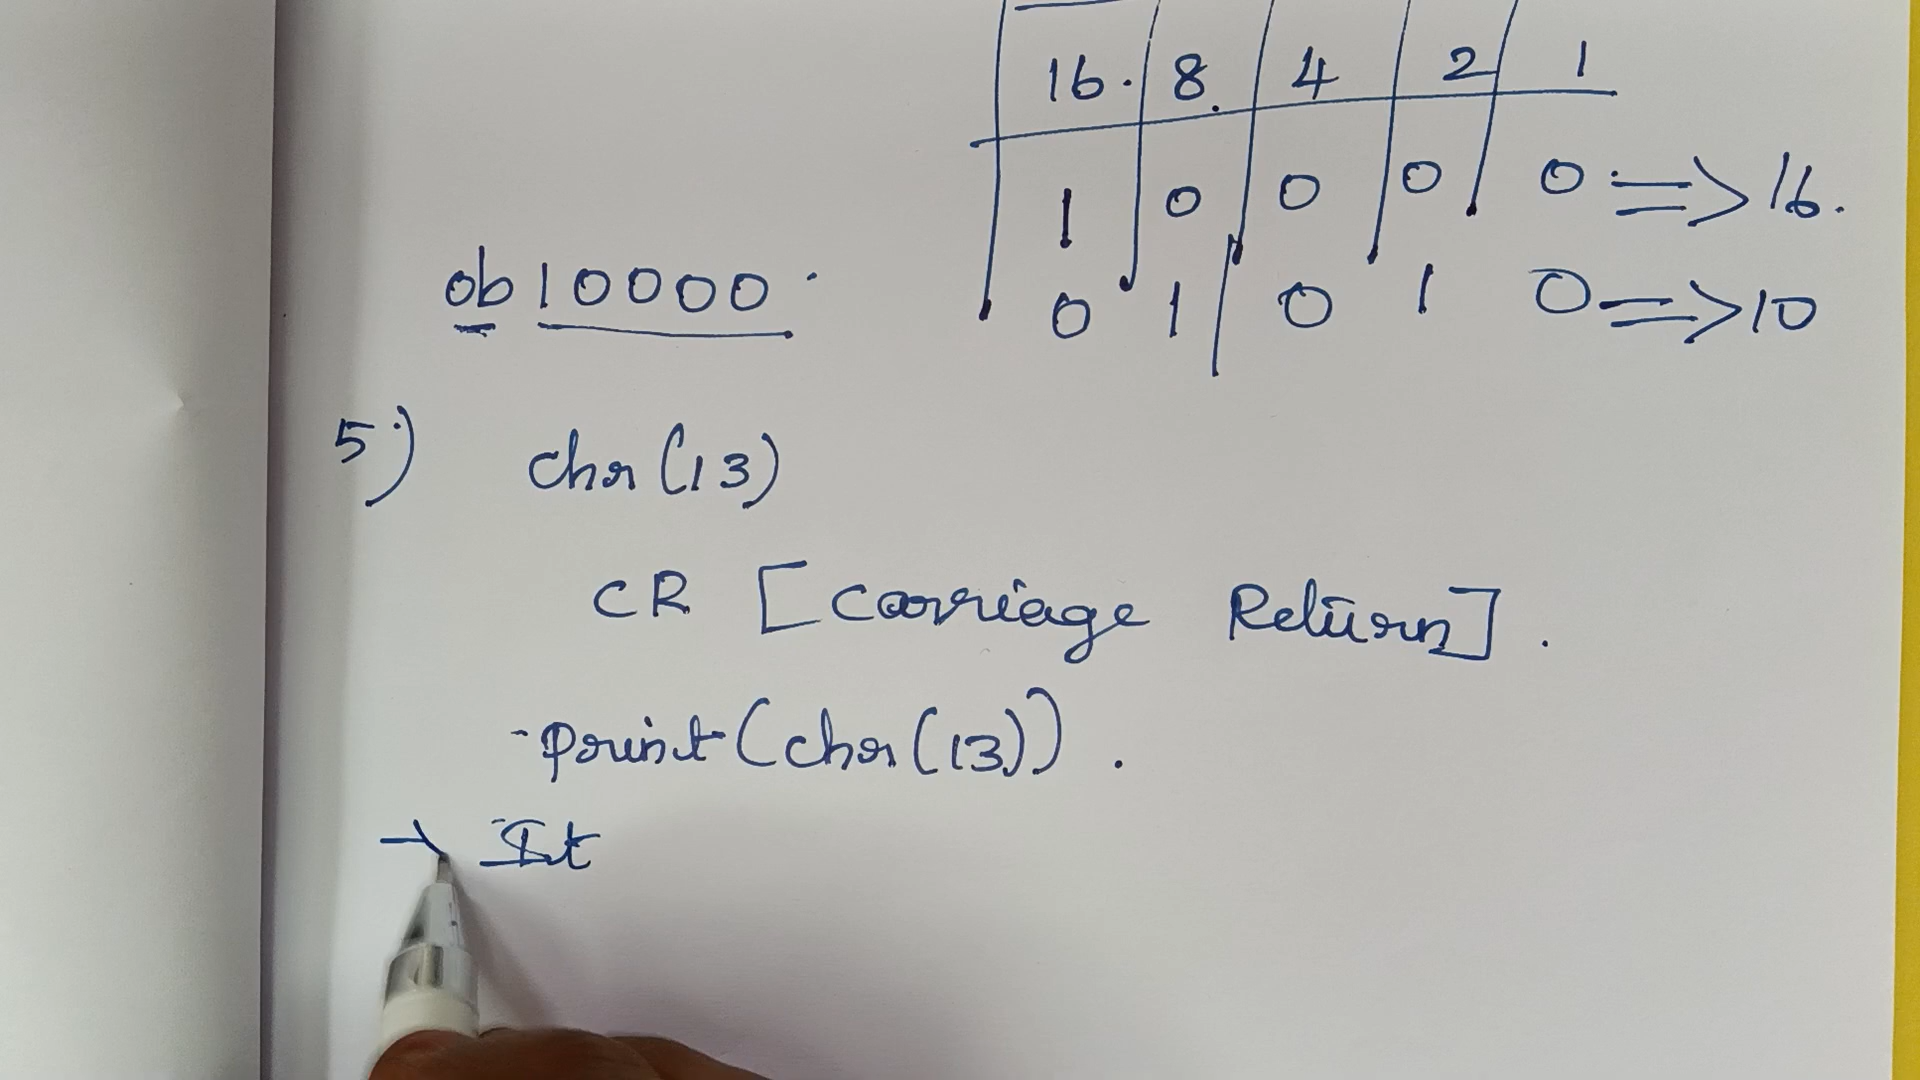 16. 8. 4 2 1
1 0 0 0 0 => 16.
0b10000.
0 1 0 1 0 => 10
5) chr(13)
CR [Carriage Return].
print(chr(13)).
→ It